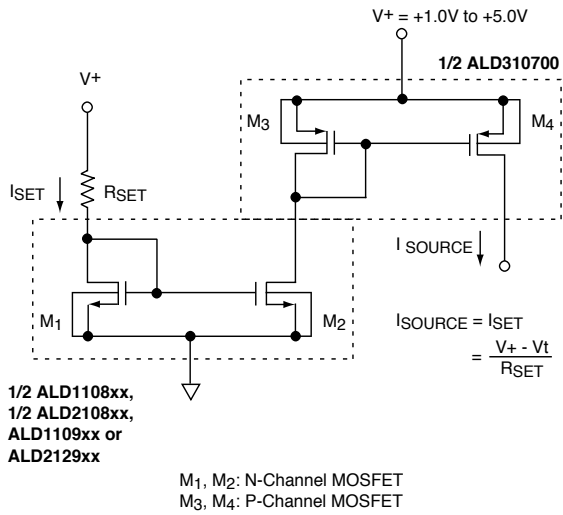 V+ = +1.0V to +5.0V
1/2 ALD310700
V+
M3
M4
ISET
RSET
I SOURCE
M1
M2
ISOURCE = ISET
= V+ - Vt
RSET
1/2 ALD1108xx,
1/2 ALD2108xx,
ALD1109xx or
ALD2129xx
M1, M2: N-Channel MOSFET
M3, M4: P-Channel MOSFET